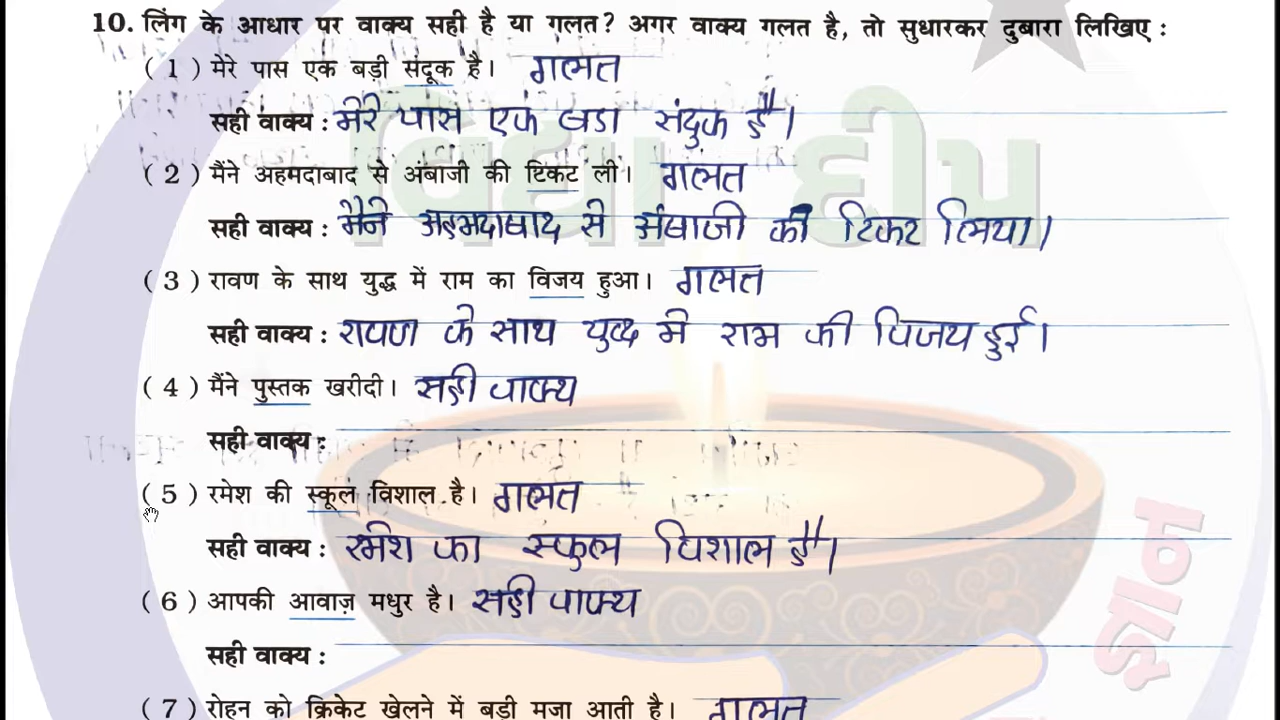 10. लिंग के आधार पर वाक्य सही है या गलत? अगर वाक्य गलत है, तो सुधारकर दुबारा लिखिए :
( 1 ) मेरे पास एक बड़ी संदूक है। गलत
सही वाक्य : मेरे पास एक बडा संदुक है।
( 2 ) मैंने अहमदाबाद से अंबाजी की टिकट ली। गलत
सही वाक्य : मैने अहमदाबाद से अंबाजी का टिकट लिया।
( 3 ) रावण के साथ युद्ध में राम का विजय हुआ। गलत
सही वाक्य : रावण के साथ युद्ध मे राम की विजय हुई।
( 4 ) मैंने पुस्तक खरीदी। सही वाक्य
सही वाक्य :
( 5 ) रमेश की स्कूल विशाल है। गलत
सही वाक्य : रमेश का स्कुल विशाल है।
( 6 ) आपकी आवाज़ मधुर है। सही वाक्य
सही वाक्य :
( 7 ) रोहन को क्रिकेट खेलने में बड़ी मजा आती है। गलत
विद्या दीप
ज्ञान